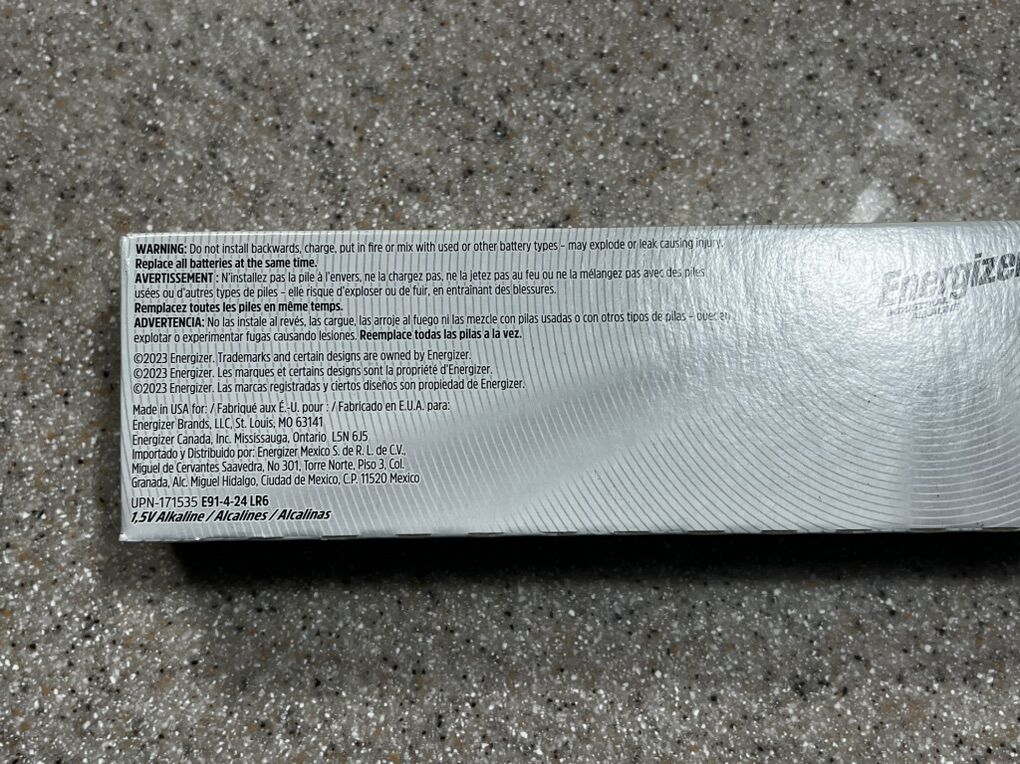 WARNING: Do not install backwards, charge, put in fire or mix with used or other battery types – may explode or leak causing injury.
Replace all batteries at the same time.
AVERTISSEMENT : N'installez pas la pile à l'envers, ne la chargez pas, ne la jetez pas au feu ou ne la mélangez pas avec des piles
usées ou d'autres types de piles – elle risque d'exploser ou de fuir, en entraînant des blessures.
Remplacez toutes les piles en même temps.
ADVERTENCIA: No las instale al revés, las cargue, las arroje al fuego ni las mezcle con pilas usadas o con otros tipos de pilas – pueden
explotar o experimentar fugas causando lesiones. Reemplace todas las pilas a la vez.
©2023 Energizer. Trademarks and certain designs are owned by Energizer.
©2023 Energizer. Les marques et certains designs sont la propriété d'Energizer.
©2023 Energizer. Las marcas registradas y ciertos diseños son propiedad de Energizer.
Made in USA for: / Fabriqué aux É.-U. pour : / Fabricado en E.U.A. para:
Energizer Brands, LLC, St. Louis, MO 63141
Energizer Canada, Inc. Mississauga, Ontario L5N 6J5
Importado y Distribuido por: Energizer Mexico S. de R. L. de C.V.,
Miguel de Cervantes Saavedra, No 301, Torre Norte, Piso 3, Col.
Granada, Alc. Miguel Hidalgo, Ciudad de Mexico, C.P. 11520 Mexico
UPN-171535 E91-4-24 LR6
1,5V Alkaline / Alcalines / Alcalinas
Energizer
ALKALINE